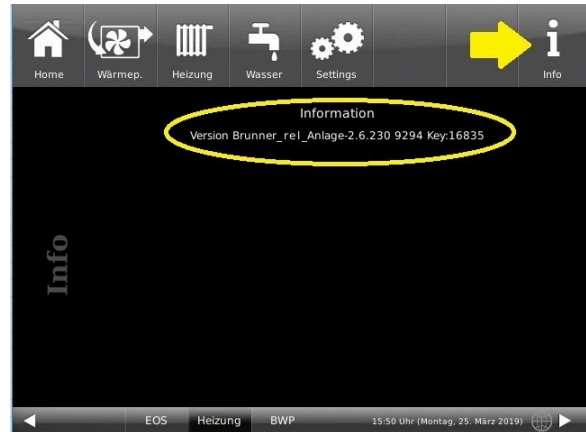 Home
Wärmep.
Heizung
Wasser
Settings
Info
Information
Version Brunner_rel_Anlage-2.6.230 9294 Key:16835
Info
EOS
Heizung
BWP
15:50 Uhr (Montag, 25. März 2019)